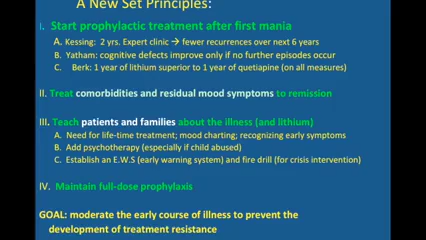 A New Set Principles:
I. Start prophylactic treatment after first mania
A. Kessing: 2 yrs. Expert clinic → fewer recurrences over next 6 years
B. Yatham: cognitive defects improve only if no further episodes occur
C. Berk: 1 year of lithium superior to 1 year of quetiapine (on all measures)
II. Treat comorbidities and residual mood symptoms to remission
III. Teach patients and families about the illness (and lithium)
A. Need for life-time treatment; mood charting; recognizing early symptoms
B. Add psychotherapy (especially if child abused)
C. Establish an E.W.S (early warning system) and fire drill (for crisis intervention)
IV. Maintain full-dose prophylaxis
GOAL: moderate the early course of illness to prevent the
development of treatment resistance